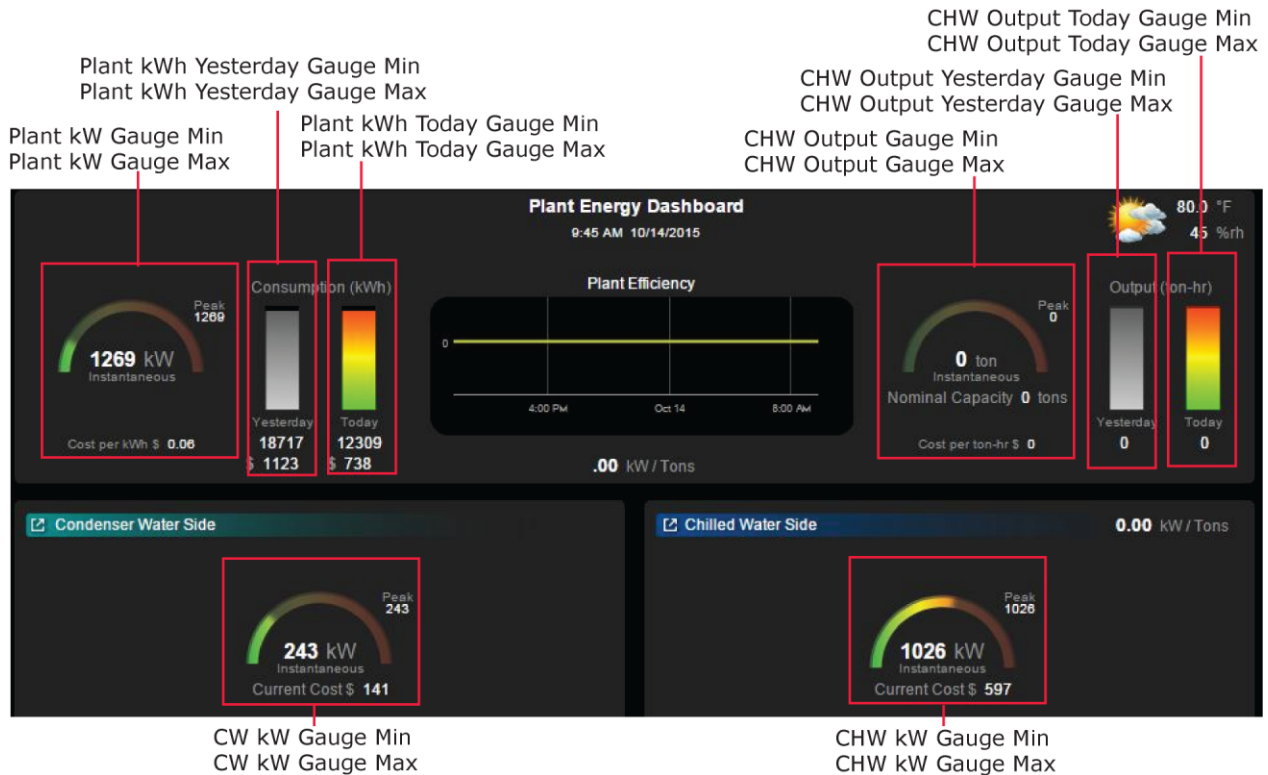 CHW Output Today Gauge Min
CHW Output Today Gauge Max
Plant kWh Yesterday Gauge Min
Plant kWh Yesterday Gauge Max
CHW Output Yesterday Gauge Min
CHW Output Yesterday Gauge Max
Plant kW Gauge Min
Plant kW Gauge Max
Plant kWh Today Gauge Min
Plant kWh Today Gauge Max
CHW Output Gauge Min
CHW Output Gauge Max
Plant Energy Dashboard
9:45 AM 10/14/2015
80.0 °F
45 %rh
Peak
1269
1269 kW
Instantaneous
Cost per kWh $ 0.06
Consumption (kWh)
Yesterday
18717
$ 1123
Today
12309
$ 738
Plant Efficiency
0
4:00 PM Oct 14 8:00 AM
.00 kW / Tons
Peak
0
0 ton
Instantaneous
Nominal Capacity 0 tons
Cost per ton-hr $ 0
Output (ton-hr)
Yesterday
0
Today
0
Condenser Water Side
Peak
243
243 kW
Instantaneous
Current Cost $ 141
Chilled Water Side
0.00 kW / Tons
Peak
1026
1026 kW
Instantaneous
Current Cost $ 597
CW kW Gauge Min
CW kW Gauge Max
CHW kW Gauge Min
CHW kW Gauge Max